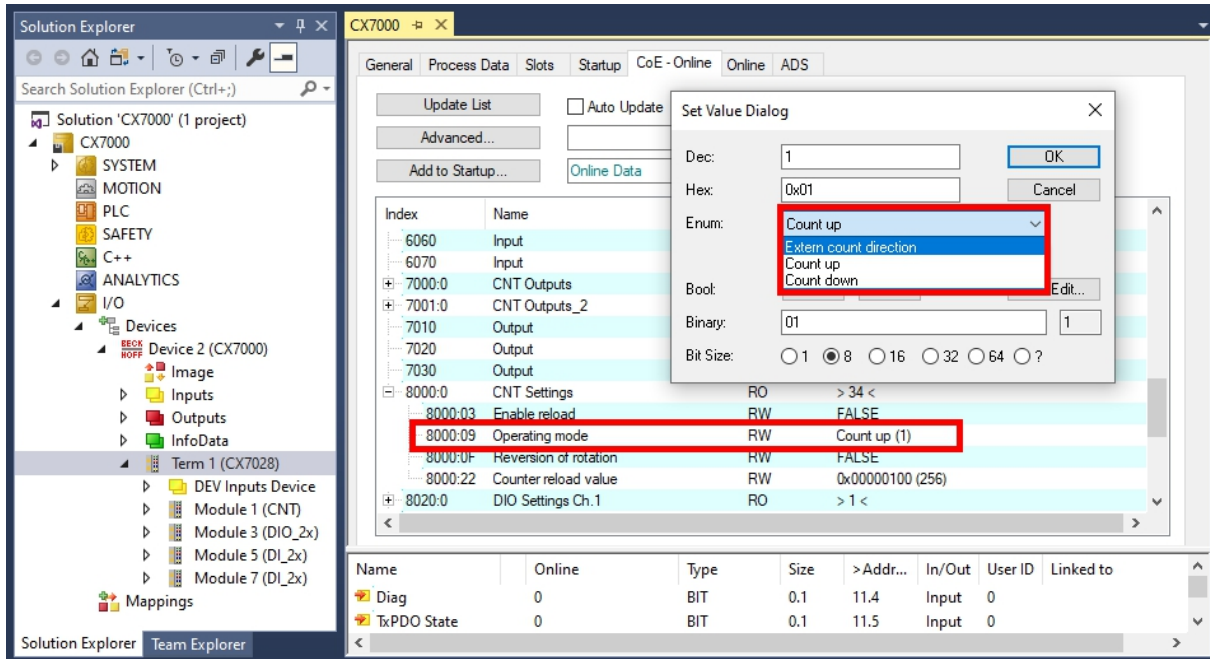 Solution Explorer
Search Solution Explorer (Ctrl+;)
Solution 'CX7000' (1 project)
CX7000
SYSTEM
MOTION
PLC
SAFETY
C++
ANALYTICS
I/O
Devices
BECK
HOFF
Device 2 (CX7000)
Image
Inputs
Outputs
InfoData
Term 1 (CX7028)
DEV Inputs Device
Module 1 (CNT)
Module 3 (DIO_2x)
Module 5 (DI_2x)
Module 7 (DI_2x)
Mappings
Solution Explorer Team Explorer
CX7000
General Process Data Slots Startup CoE - Online Online ADS
Update List Auto Update
Advanced...
Add to Startup... Online Data
Index Name
6060 Input
6070 Input
7000:0 CNT Outputs
7001:0 CNT Outputs_2
7010 Output
7020 Output
7030 Output
8000:0 CNT Settings RO > 34 <
8000:03 Enable reload RW FALSE
8000:09 Operating mode RW Count up (1)
8000:0F Reversion of rotation RW FALSE
8000:22 Counter reload value RW 0x00000100 (256)
8020:0 DIO Settings Ch.1 RO > 1 <
Set Value Dialog
Dec: 1 OK
Hex: 0x01 Cancel
Enum: Count up
Extern count direction
Count up
Count down
Bool: Edit...
Binary: 01 1
Bit Size: 1 8 16 32 64 ?
Name Online Type Size >Addr... In/Out User ID Linked to
Diag 0 BIT 0.1 11.4 Input 0
TxPDO State 0 BIT 0.1 11.5 Input 0